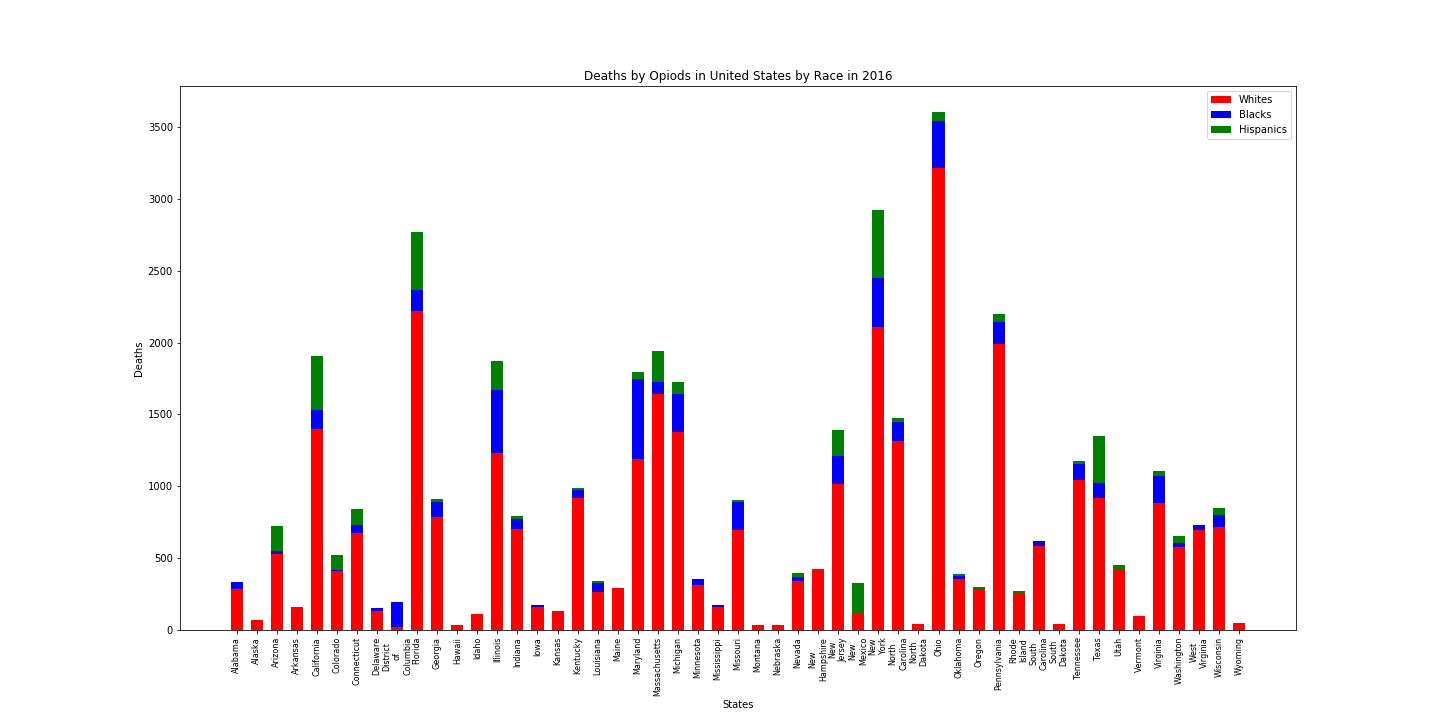 Deaths by Opiods in United States by Race in 2016
Whites
Blacks
Hispanics
3500
3000
2500
2000
1500
1000
500
0
Deaths
Alabama
Alaska
Arizona
Arkansas
California
Colorado
Connecticut
Delaware
District
of
Columbia
Florida
Georgia
Hawaii
Idaho
Illinois
Indiana
Iowa
Kansas
Kentucky
Louisiana
Maine
Maryland
Massachusetts
Michigan
Minnesota
Mississippi
Missouri
Montana
Nebraska
Nevada
New
Hampshire
New
Jersey
New
Mexico
New
York
North
Carolina
North
Dakota
Ohio
Oklahoma
Oregon
Pennsylvania
Rhode
Island
South
Carolina
South
Dakota
Tennessee
Texas
Utah
Vermont
Virginia
Washington
West
Virginia
Wisconsin
Wyoming
States